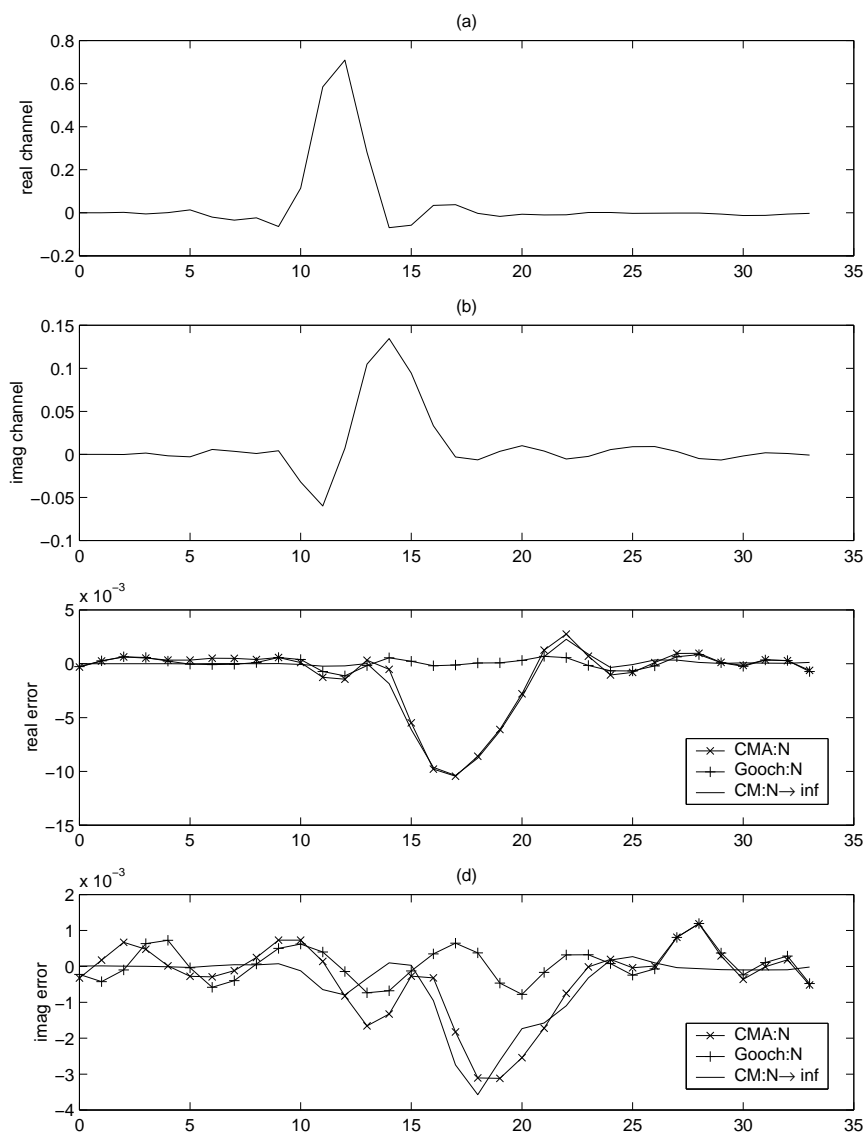 (a)
0.8
0.6
0.4
0.2
0
−0.2
real channel
0 5 10 15 20 25 30 35
(b)
0.15
0.1
0.05
0
−0.05
−0.1
imag channel
0 5 10 15 20 25 30 35
x 10−3
5
0
−5
−10
−15
real error
CMA:N
Gooch:N
CM:N→ inf
0 5 10 15 20 25 30 35
x 10−3
(d)
2
1
0
−1
−2
−3
−4
imag error
CMA:N
Gooch:N
CM:N→ inf
0 5 10 15 20 25 30 35